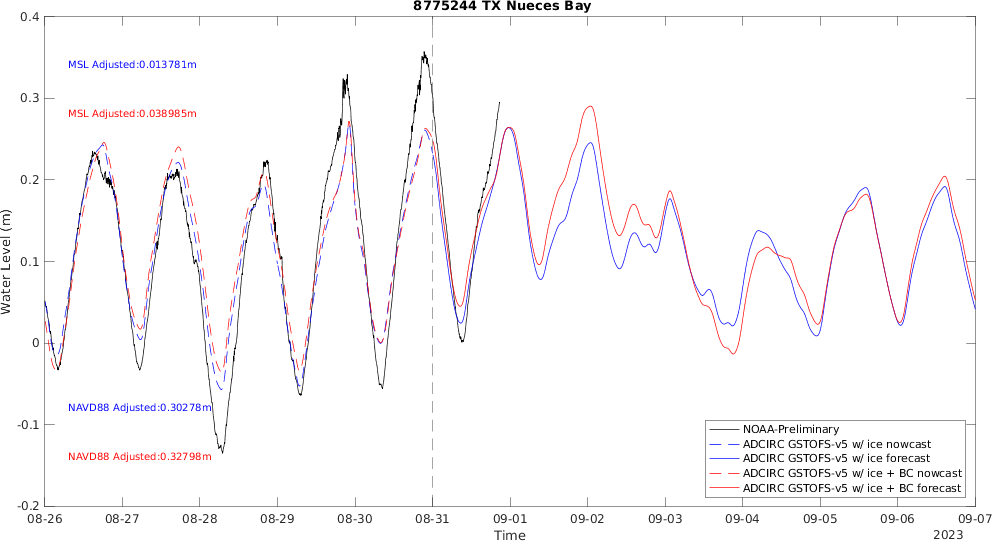 8775244 TX Nueces Bay
0.4
0.3
0.2
0.1
0
-0.1
-0.2
Water Level (m)
MSL Adjusted:0.013781m
MSL Adjusted:0.038985m
NAVD88 Adjusted:0.30278m
NAVD88 Adjusted:0.32798m
NOAA-Preliminary
ADCIRC GSTOFS-v5 w/ ice nowcast
ADCIRC GSTOFS-v5 w/ ice forecast
ADCIRC GSTOFS-v5 w/ ice + BC nowcast
ADCIRC GSTOFS-v5 w/ ice + BC forecast
08-26 08-27 08-28 08-29 08-30 08-31 09-01 09-02 09-03 09-04 09-05 09-06 09-07
Time
2023